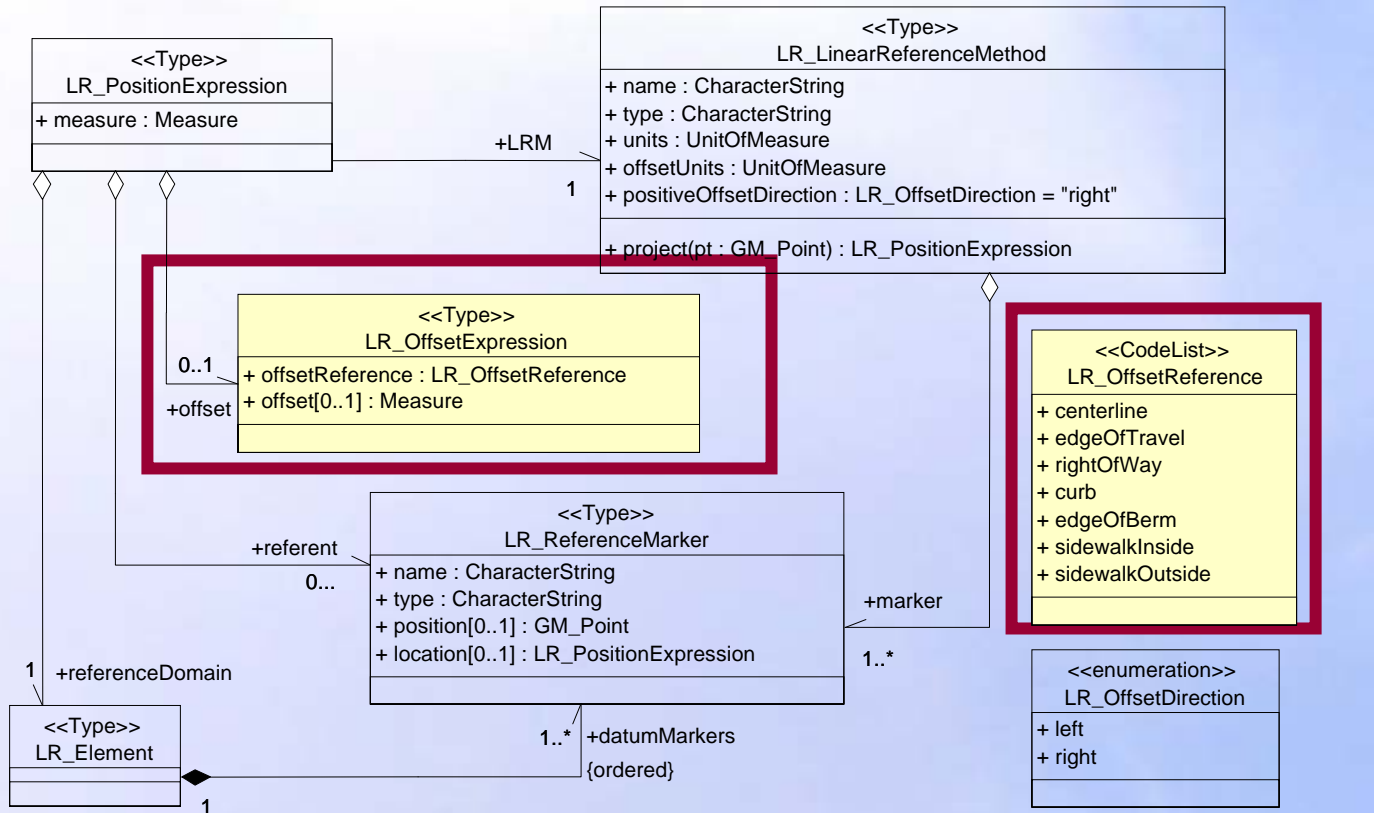 <<Type>>
LR_PositionExpression
+ measure : Measure
<<Type>>
LR_LinearReferenceMethod
+ name : CharacterString
+ type : CharacterString
+ units : UnitOfMeasure
+ offsetUnits : UnitOfMeasure
+ positiveOffsetDirection : LR_OffsetDirection = "right"
+ project(pt : GM_Point) : LR_PositionExpression
+LRM
1
<<Type>>
LR_OffsetExpression
+ offsetReference : LR_OffsetReference
+ offset[0..1] : Measure
0..1
+offset
<<CodeList>>
LR_OffsetReference
+ centerline
+ edgeOfTravel
+ rightOfWay
+ curb
+ edgeOfBerm
+ sidewalkInside
+ sidewalkOutside
<<Type>>
LR_ReferenceMarker
+ name : CharacterString
+ type : CharacterString
+ position[0..1] : GM_Point
+ location[0..1] : LR_PositionExpression
+referent
0...
+marker
1..*
<<enumeration>>
LR_OffsetDirection
+ left
+ right
1
+referenceDomain
<<Type>>
LR_Element
1..*
+datumMarkers
{ordered}
1